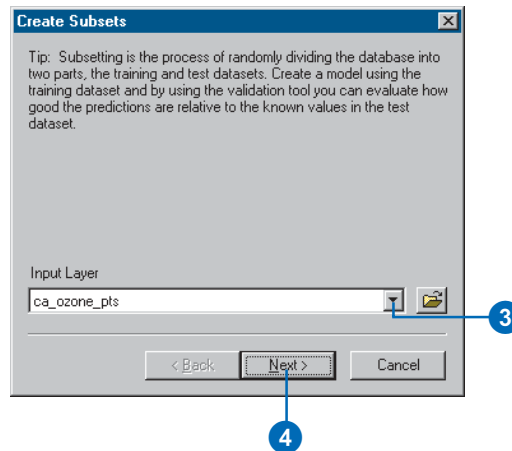 Create Subsets
Tip: Subsetting is the process of randomly dividing the database into
two parts, the training and test datasets. Create a model using the
training dataset and by using the validation tool you can evaluate how
good the predictions are relative to the known values in the test
dataset.
Input Layer
ca_ozone_pts
3
< Back
Next >
Cancel
4